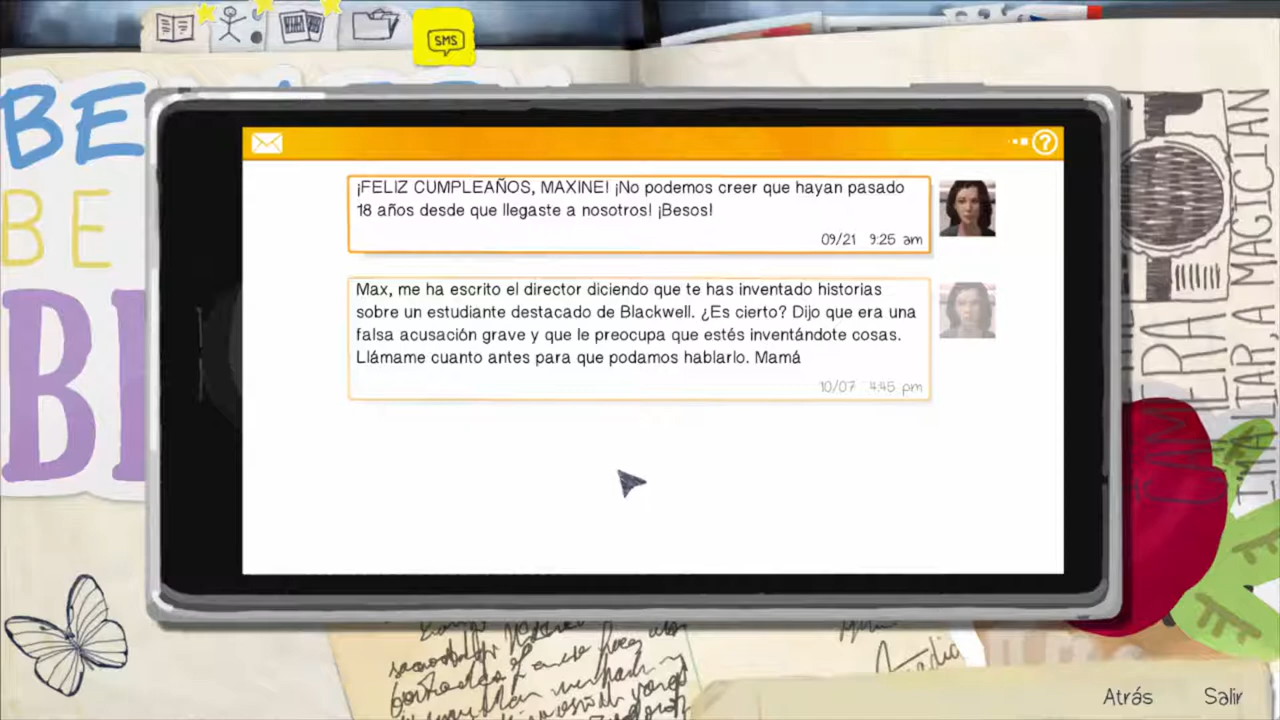 SMS
¡FELIZ CUMPLEAÑOS, MAXINE! ¡No podemos creer que hayan pasado
18 años desde que llegaste a nosotros! ¡Besos!
09/21 9:25 am
Max, me ha escrito el director diciendo que te has inventado historias
sobre un estudiante destacado de Blackwell. ¿Es cierto? Dijo que era una
falsa acusación grave y que le preocupa que estés inventándote cosas.
Llámame cuanto antes para que podamos hablarlo. Mamá
10/07 4:45 pm
BE
BE
Atrás Salir